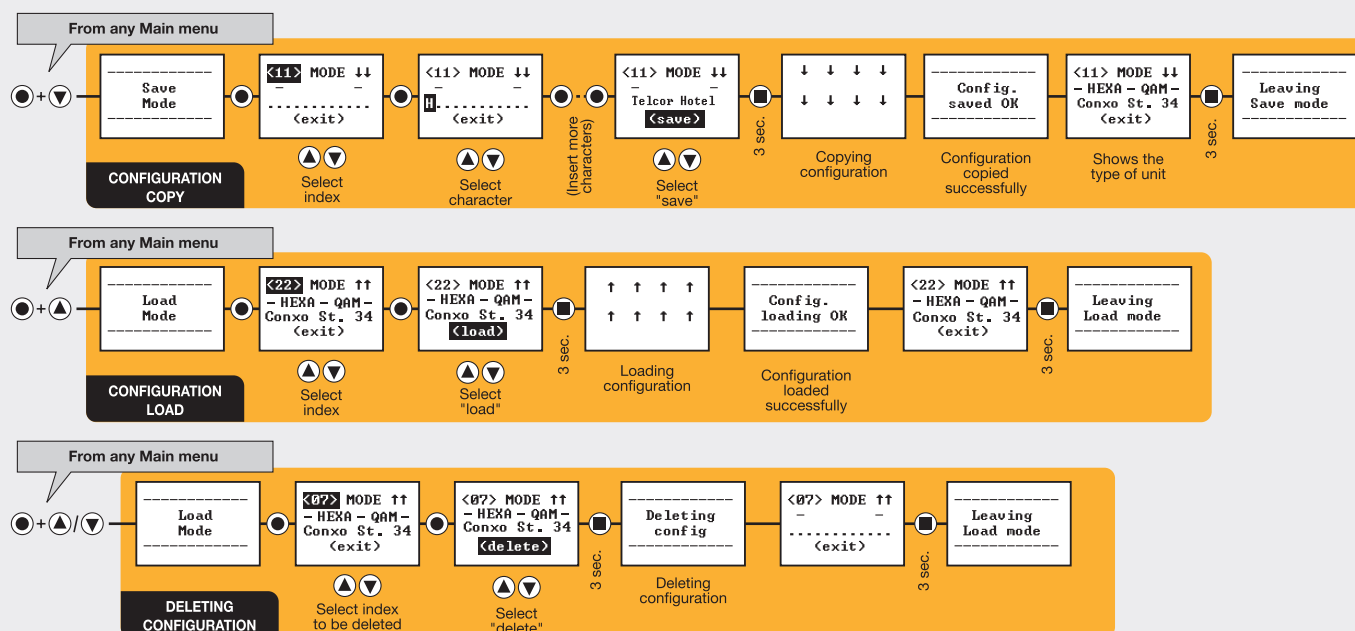 From any Main menu
Save
Mode
<11> MODE ↓↓
(exit)
<11> MODE ↓↓
H
(exit)
(Insert more
characters)
<11> MODE ↓↓
Telcor Hotel
(save)
3 sec.
↓ ↓ ↓ ↓
↓ ↓ ↓ ↓
Config.
saved OK
<11> MODE ↓↓
- HEXA - QAM -
Conxo St. 34
(exit)
3 sec.
Leaving
Save mode
+
CONFIGURATION
COPY
Select
index
Select
character
Select
"save"
Copying
configuration
Configuration
copied
successfully
Shows the
type of unit
From any Main menu
+
Load
Mode
<22> MODE ↑↑
- HEXA - QAM -
Conxo St. 34
(exit)
<22> MODE ↑↑
- HEXA - QAM -
Conxo St. 34
(load)
3 sec.
↑ ↑ ↑ ↑
↑ ↑ ↑ ↑
Config.
loading OK
<22> MODE ↑↑
- HEXA - QAM -
Conxo St. 34
(exit)
3 sec.
Leaving
Load mode
CONFIGURATION
LOAD
Select
index
Select
"load"
Loading
configuration
Configuration
loaded
successfully
From any Main menu
+ /
Load
Mode
<07> MODE ↑↑
- HEXA - QAM -
Conxo St. 34
(exit)
<07> MODE ↑↑
- HEXA - QAM -
Conxo St. 34
(delete)
3 sec.
Deleting
config
<07> MODE ↑↑
(exit)
3 sec.
Leaving
Load mode
DELETING
CONFIGURATION
Select index
to be deleted
Select
"delete"
Deleting
configuration